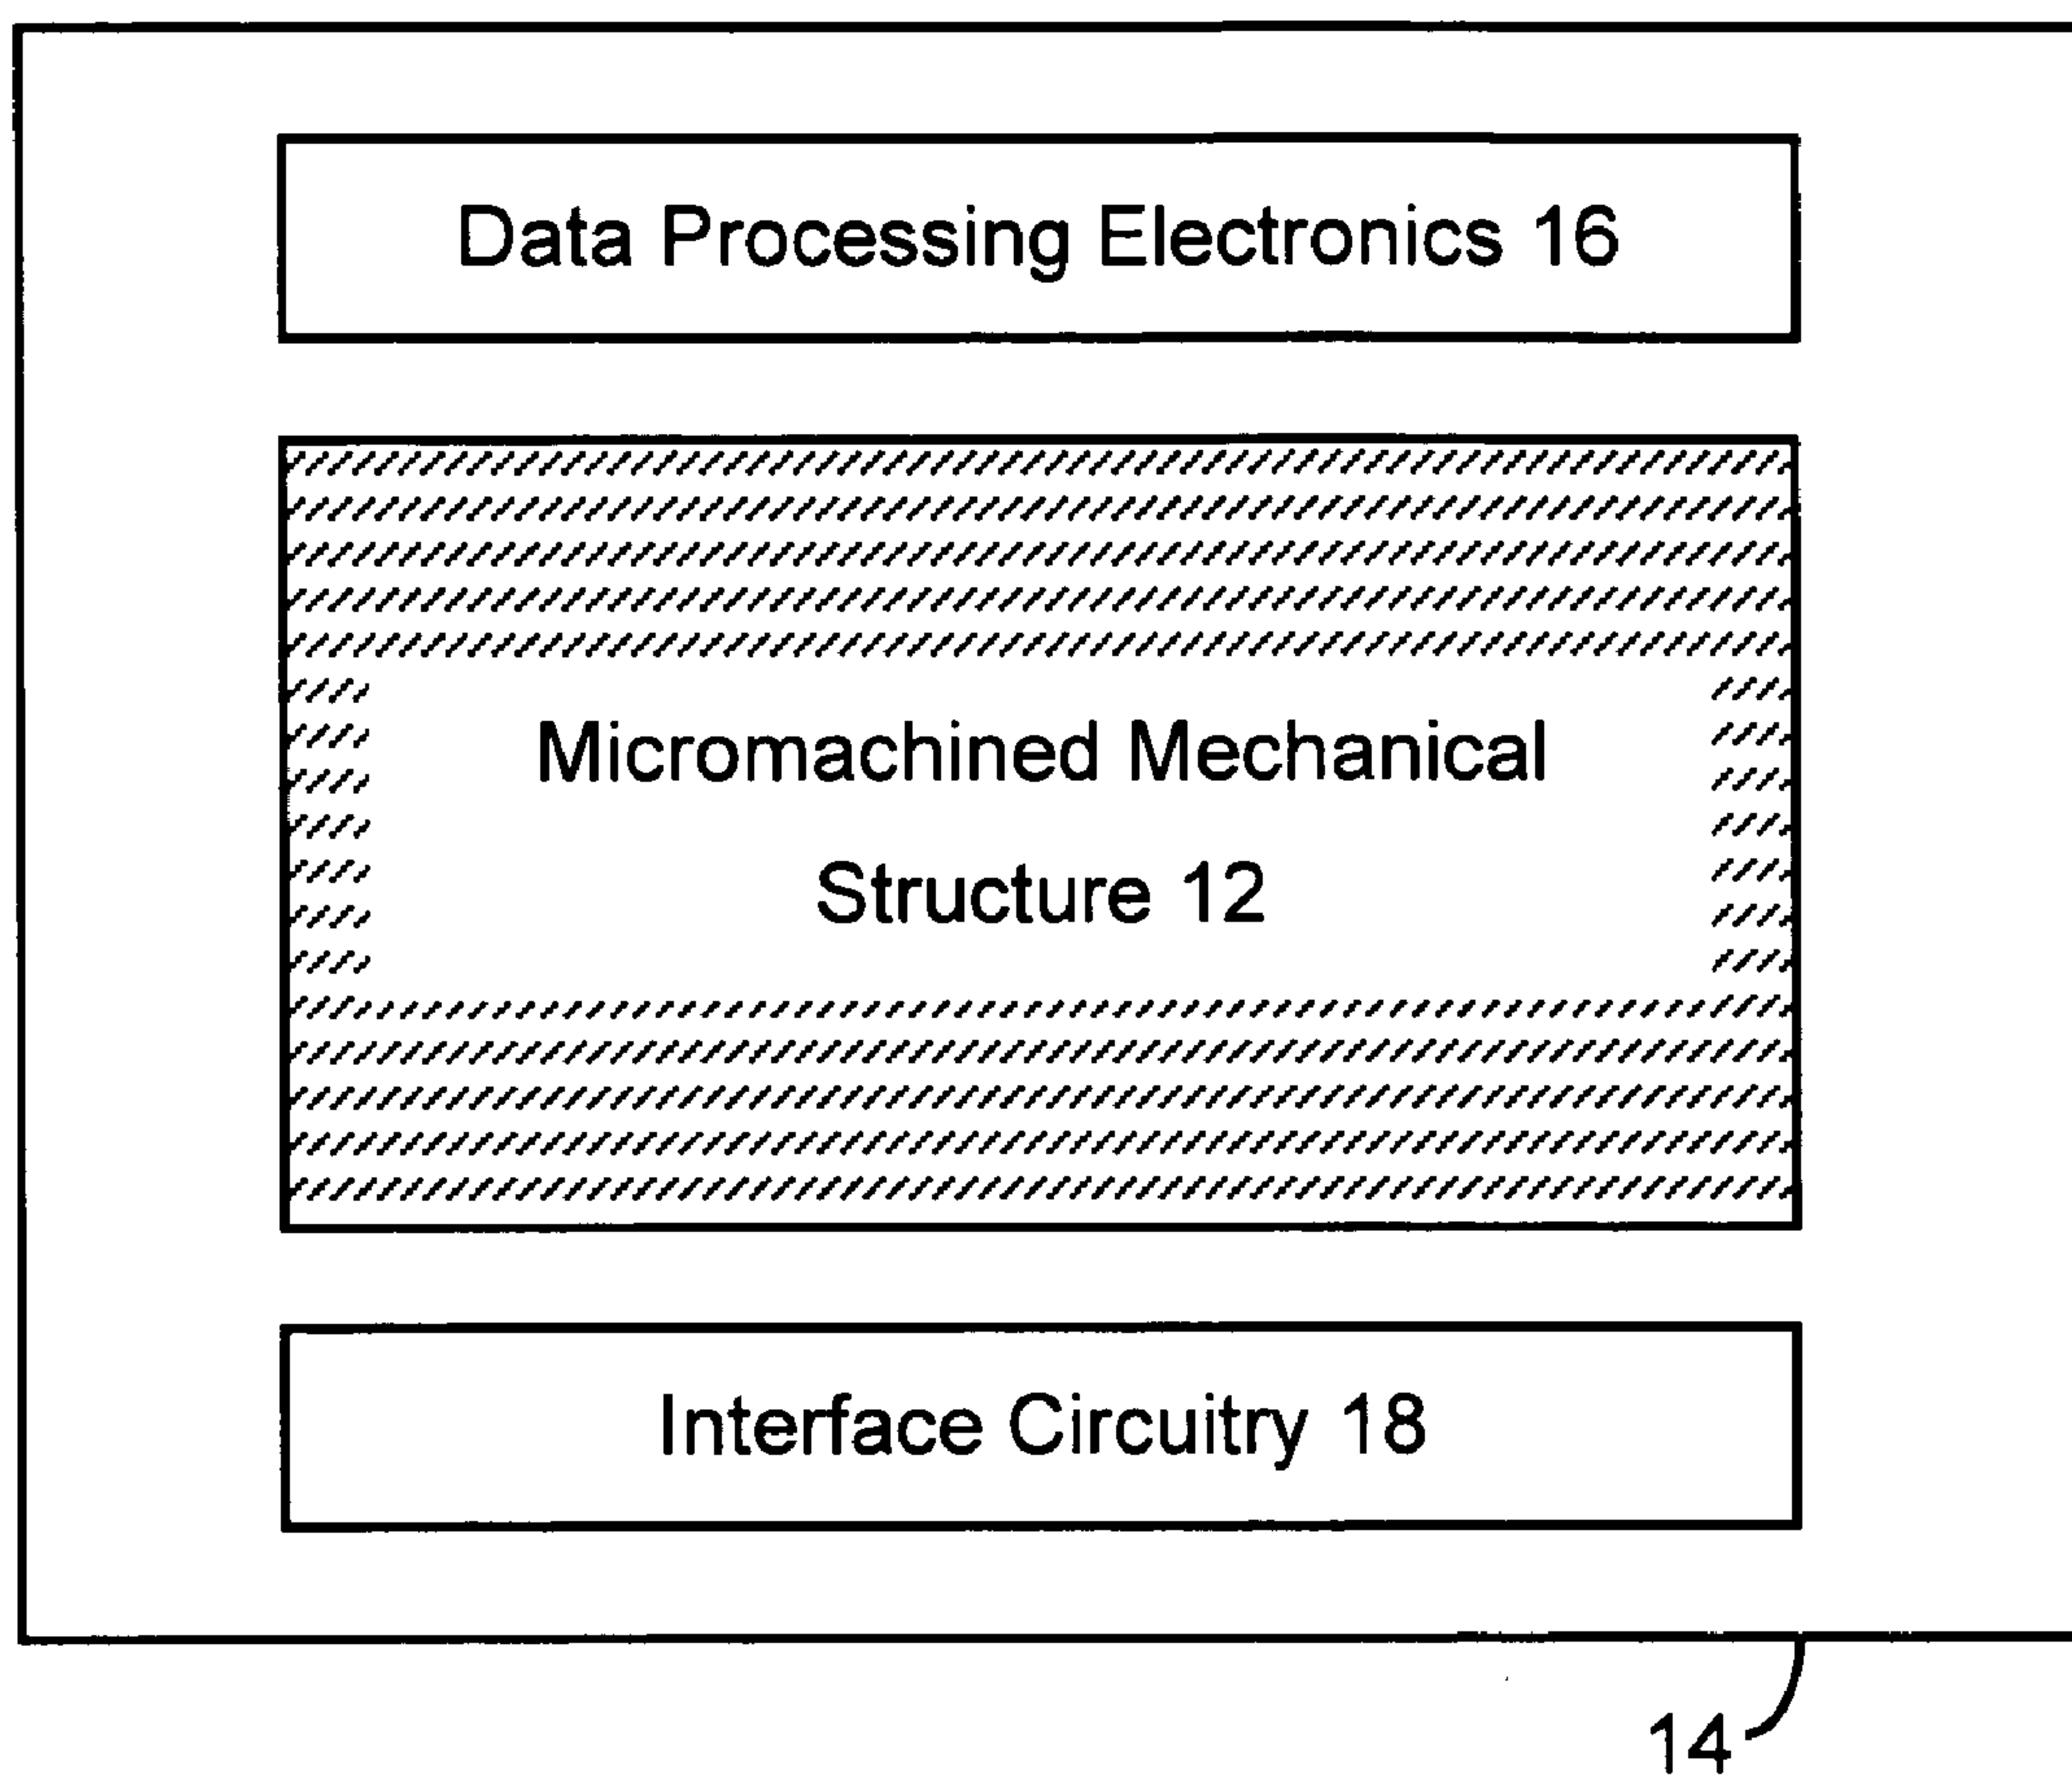 Data Processing Electronics 16
Micromachined Mechanical
Structure 12
Interface Circuitry 18
14